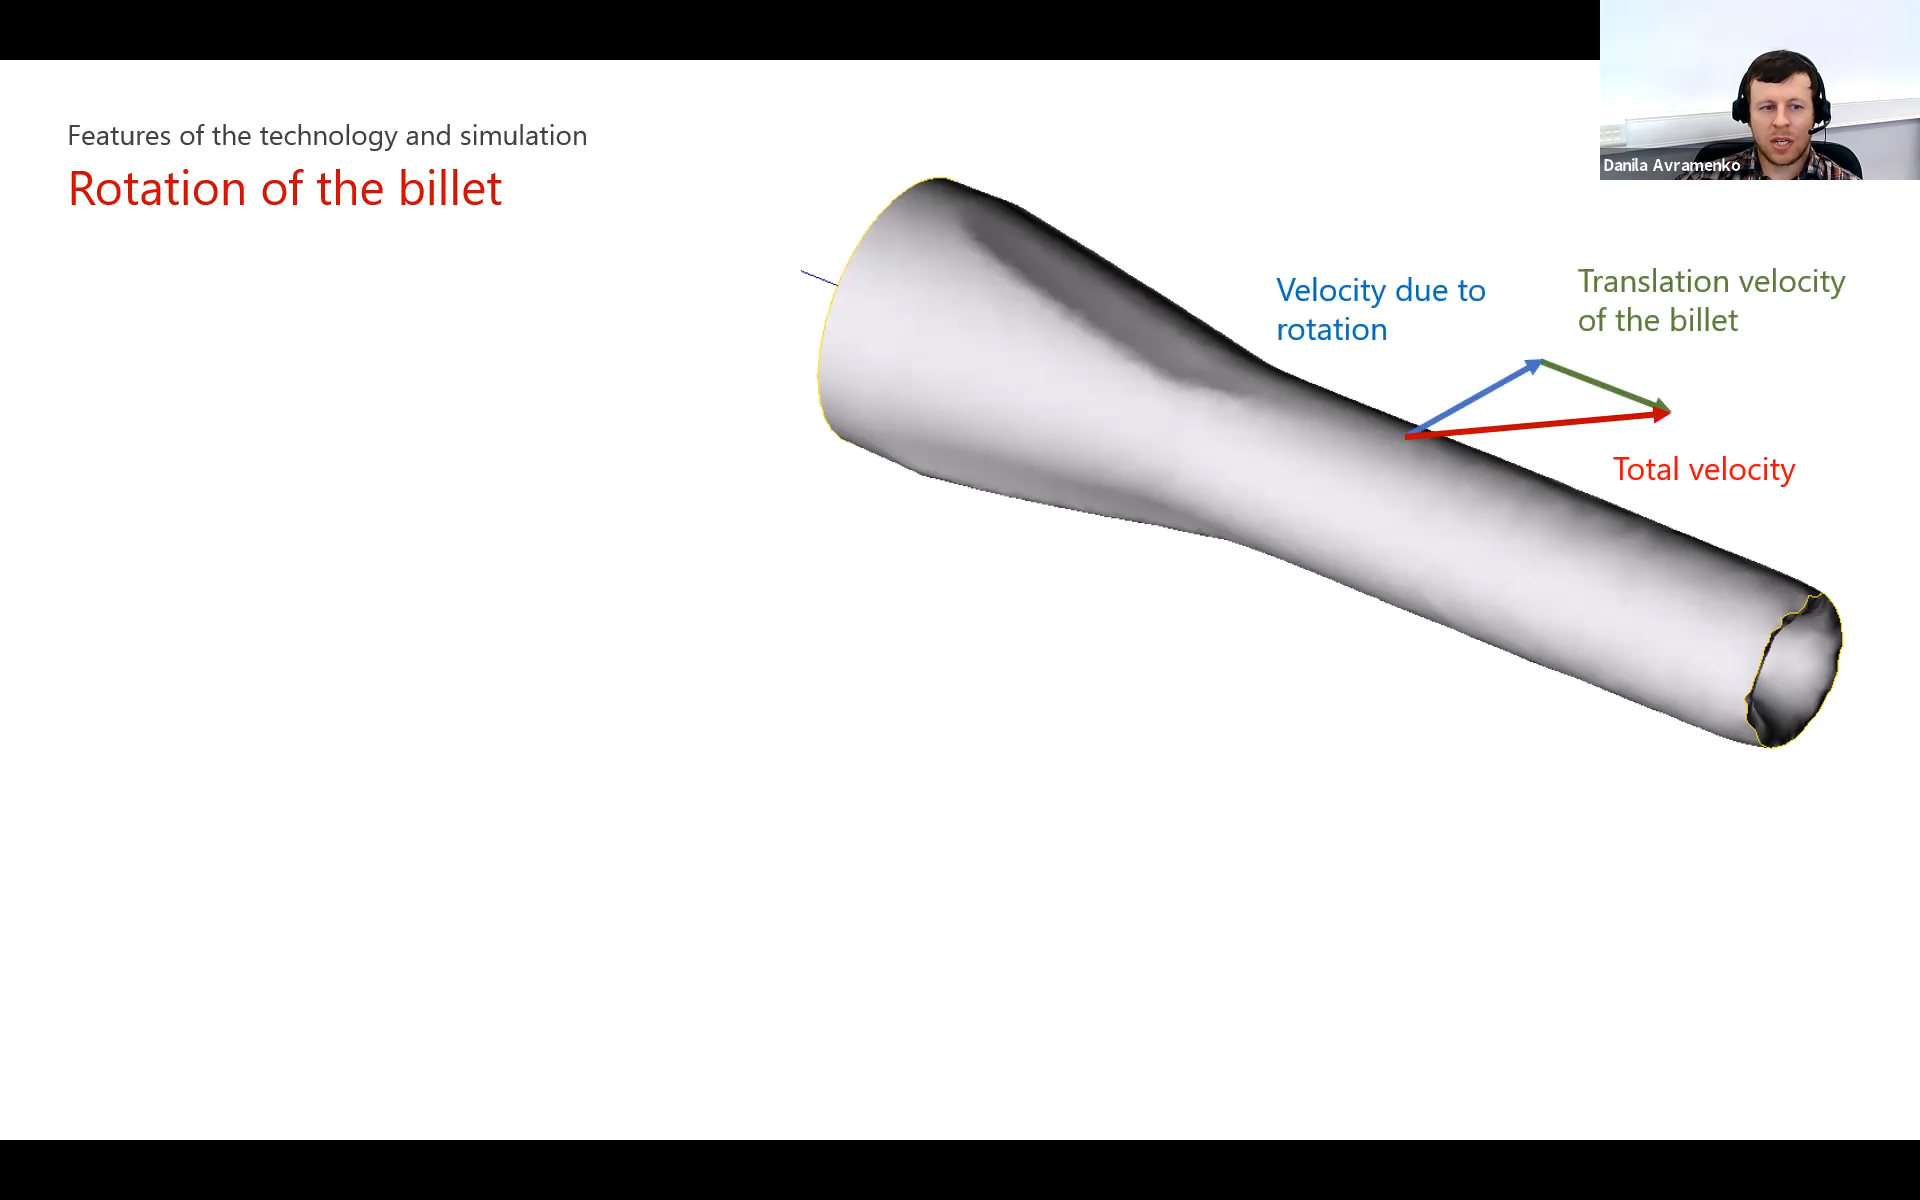 Features of the technology and simulation
Rotation of the billet
Danila Avramenko
Velocity due to
rotation
Translation velocity
of the billet
Total velocity